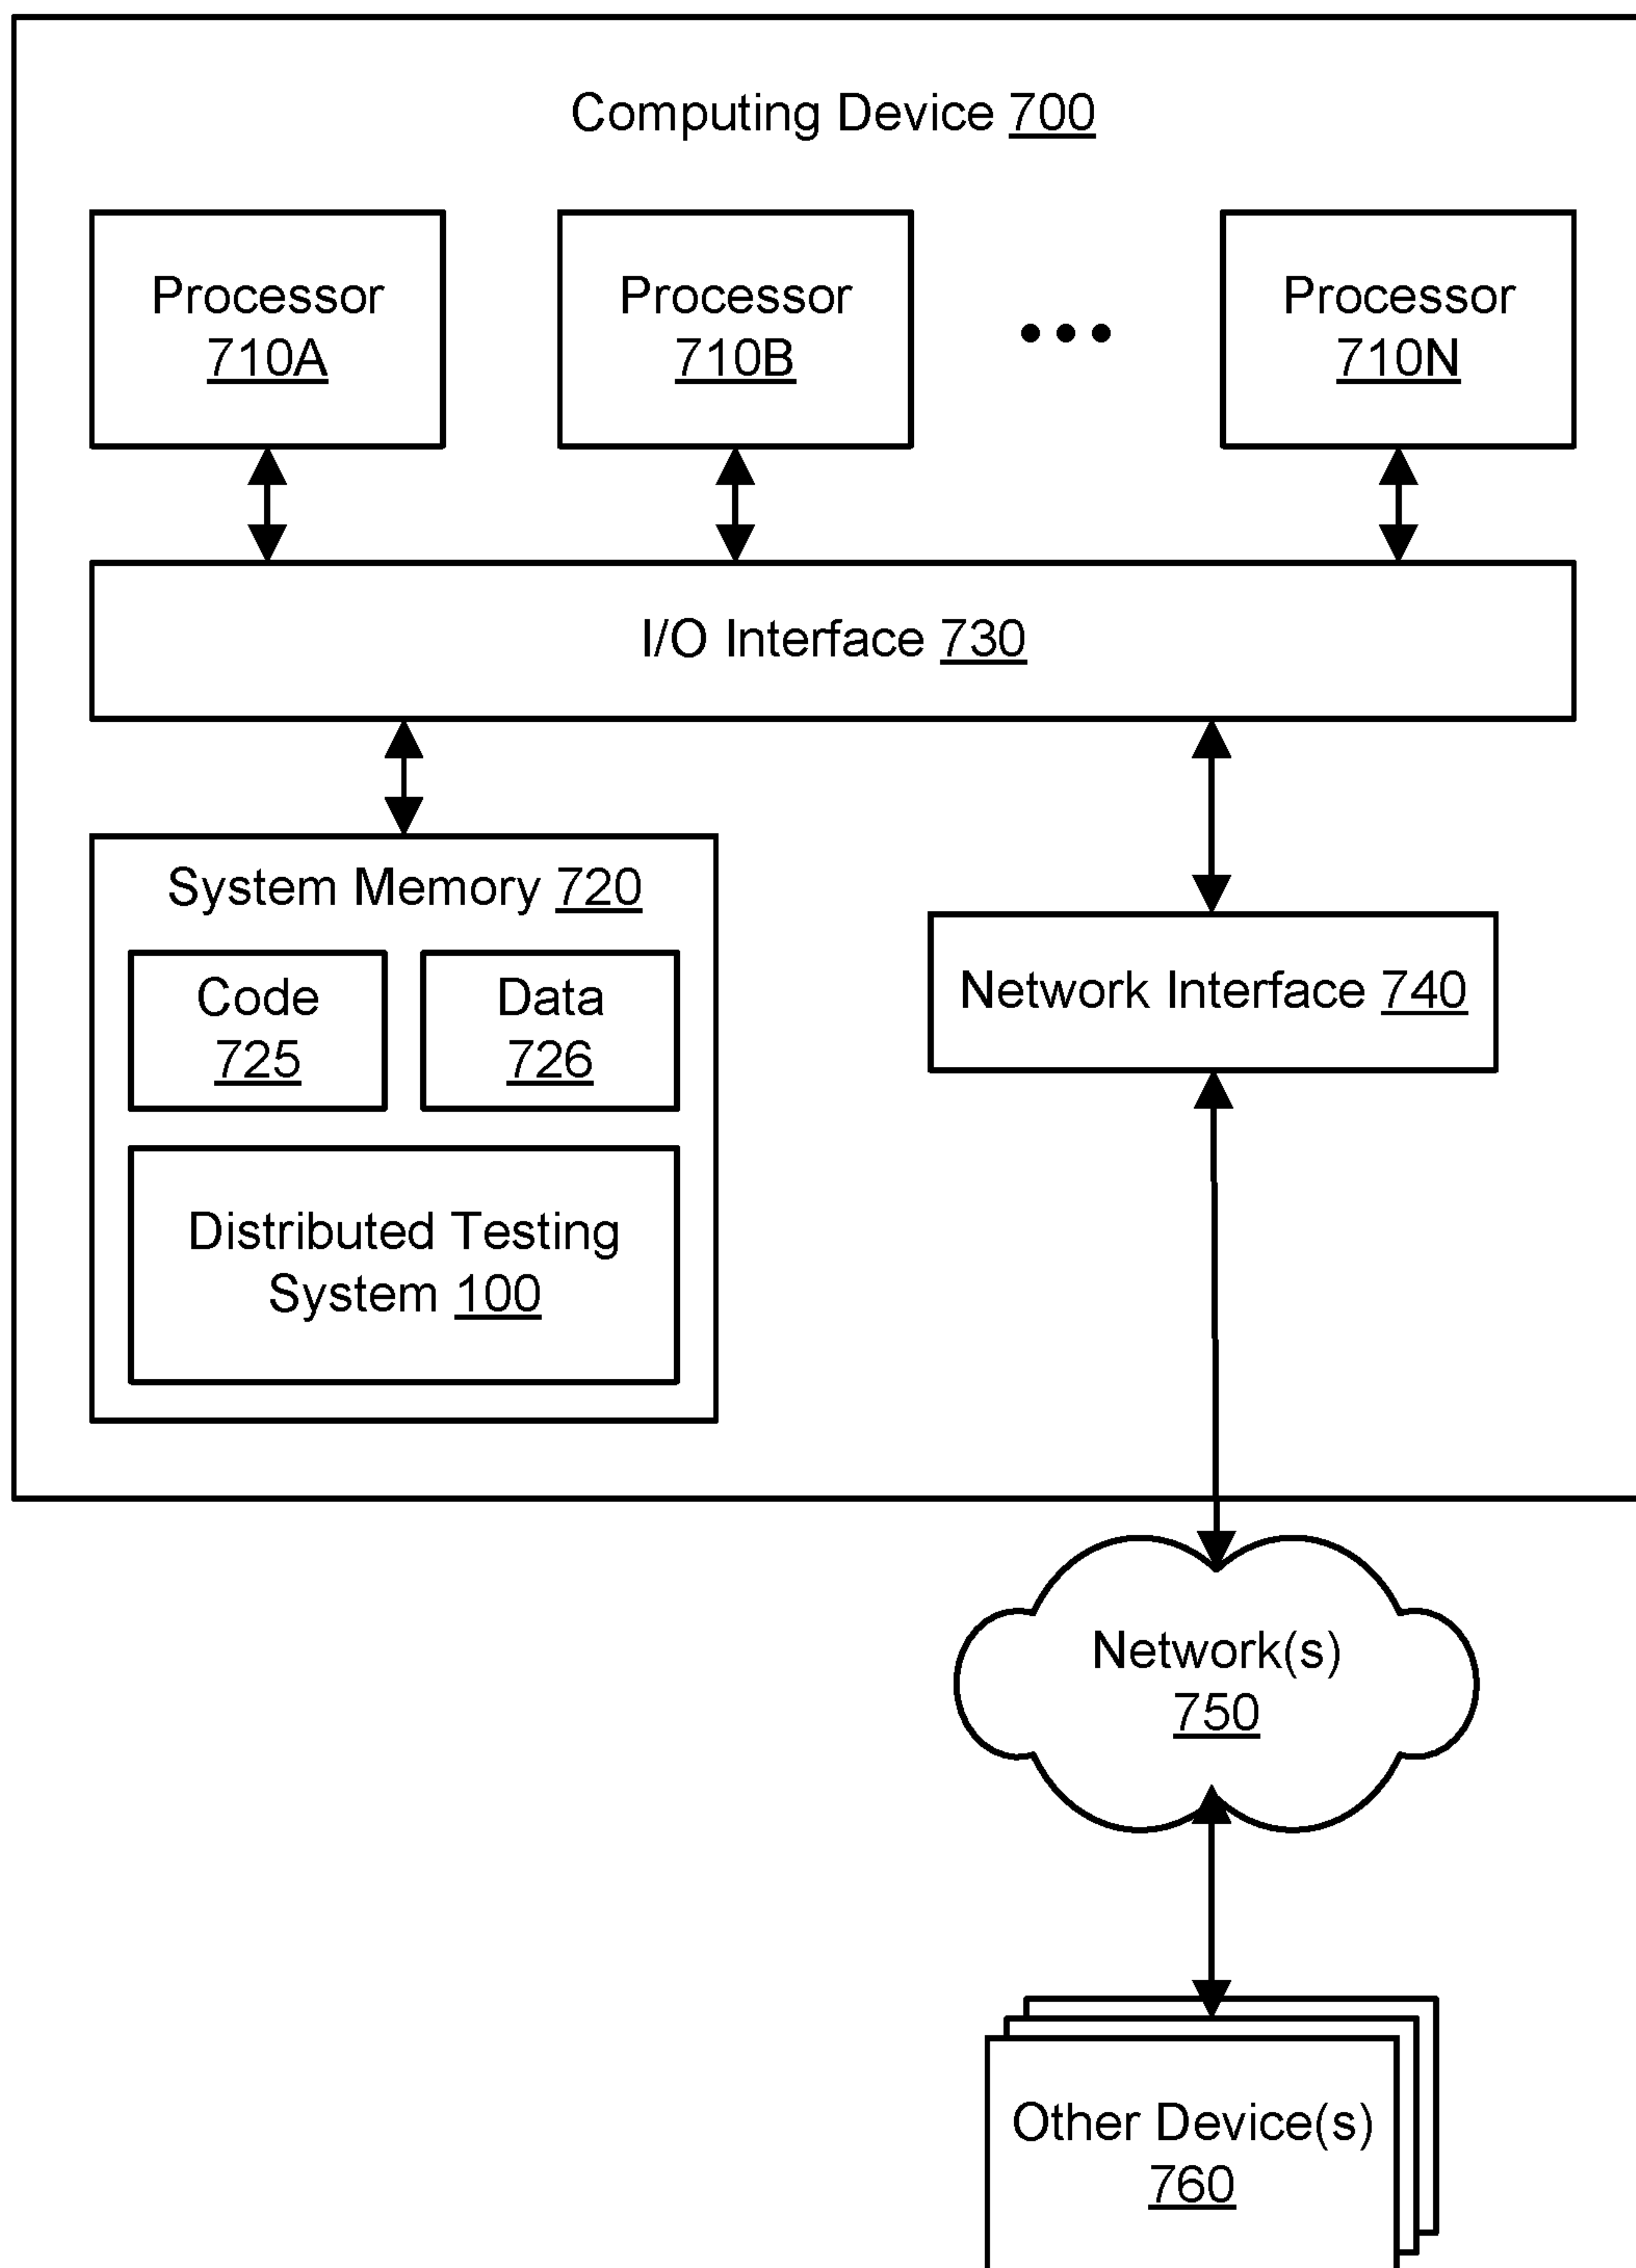 Computing Device 700
Processor
710A
Processor
710B
Processor
710N
I/O Interface 730
System Memory 720
Code
725
Data
726
Distributed Testing
System 100
Network Interface 740
Network(s)
750
Other Device(s)
760